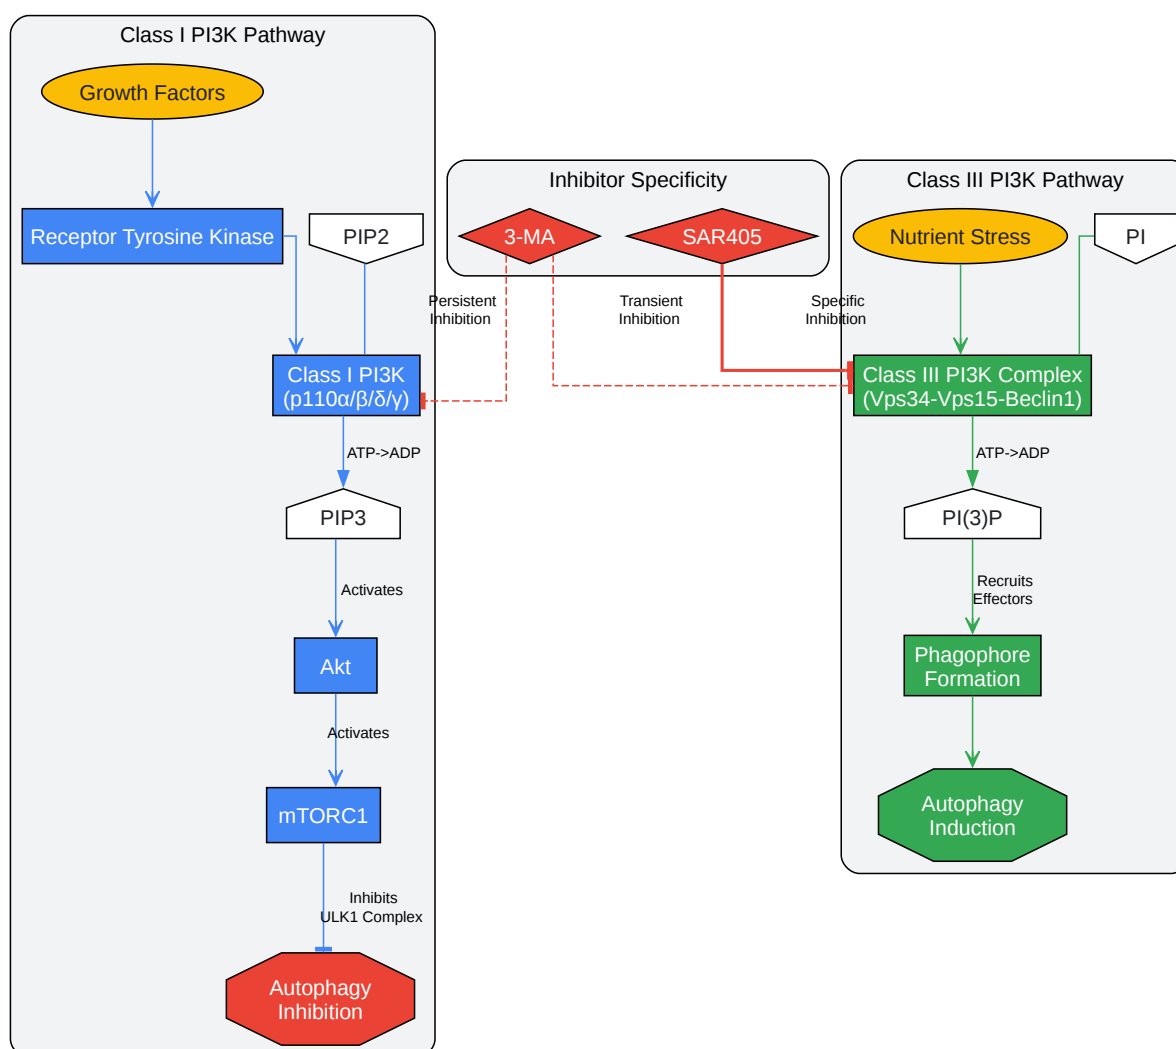 Class I PI3K Pathway
Growth Factors
Receptor Tyrosine Kinase
PIP2
Class I PI3K
(p110α/β/δ/γ)
ATP->ADP
PIP3
Activates
Akt
Activates
mTORC1
Inhibits
ULK1 Complex
Autophagy
Inhibition
Inhibitor Specificity
3-MA
SAR405
Persistent
Inhibition
Transient
Inhibition
Specific
Inhibition
Class III PI3K Pathway
Nutrient Stress
PI
Class III PI3K Complex
(Vps34-Vps15-Beclin1)
ATP->ADP
PI(3)P
Recruits
Effectors
Phagophore
Formation
Autophagy
Induction